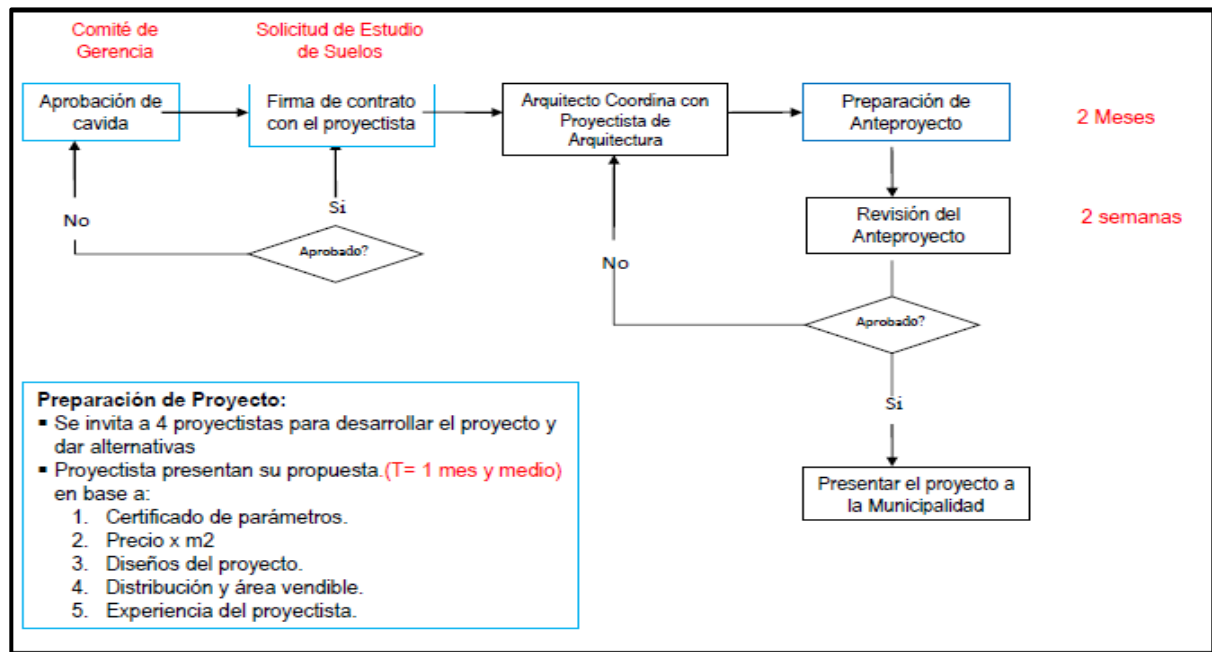 Comité de
Gerencia
Solicitud de Estudio
de Suelos
Aprobación de
cavida
Firma de contrato
con el proyectista
Arquitecto Coordina con
Proyectista de
Arquitectura
Preparación de
Anteproyecto
2 Meses
No
Si
Aprobado?
Revisión del
Anteproyecto
2 semanas
No
Aprobado?
Si
Presentar el proyecto a
la Municipalidad
Preparación de Proyecto:
▪ Se invita a 4 proyectistas para desarrollar el proyecto y
dar alternativas
▪ Proyectista presentan su propuesta.(T= 1 mes y medio)
en base a:
1. Certificado de parámetros.
2. Precio x m2
3. Diseños del proyecto.
4. Distribución y área vendible.
5. Experiencia del proyectista.